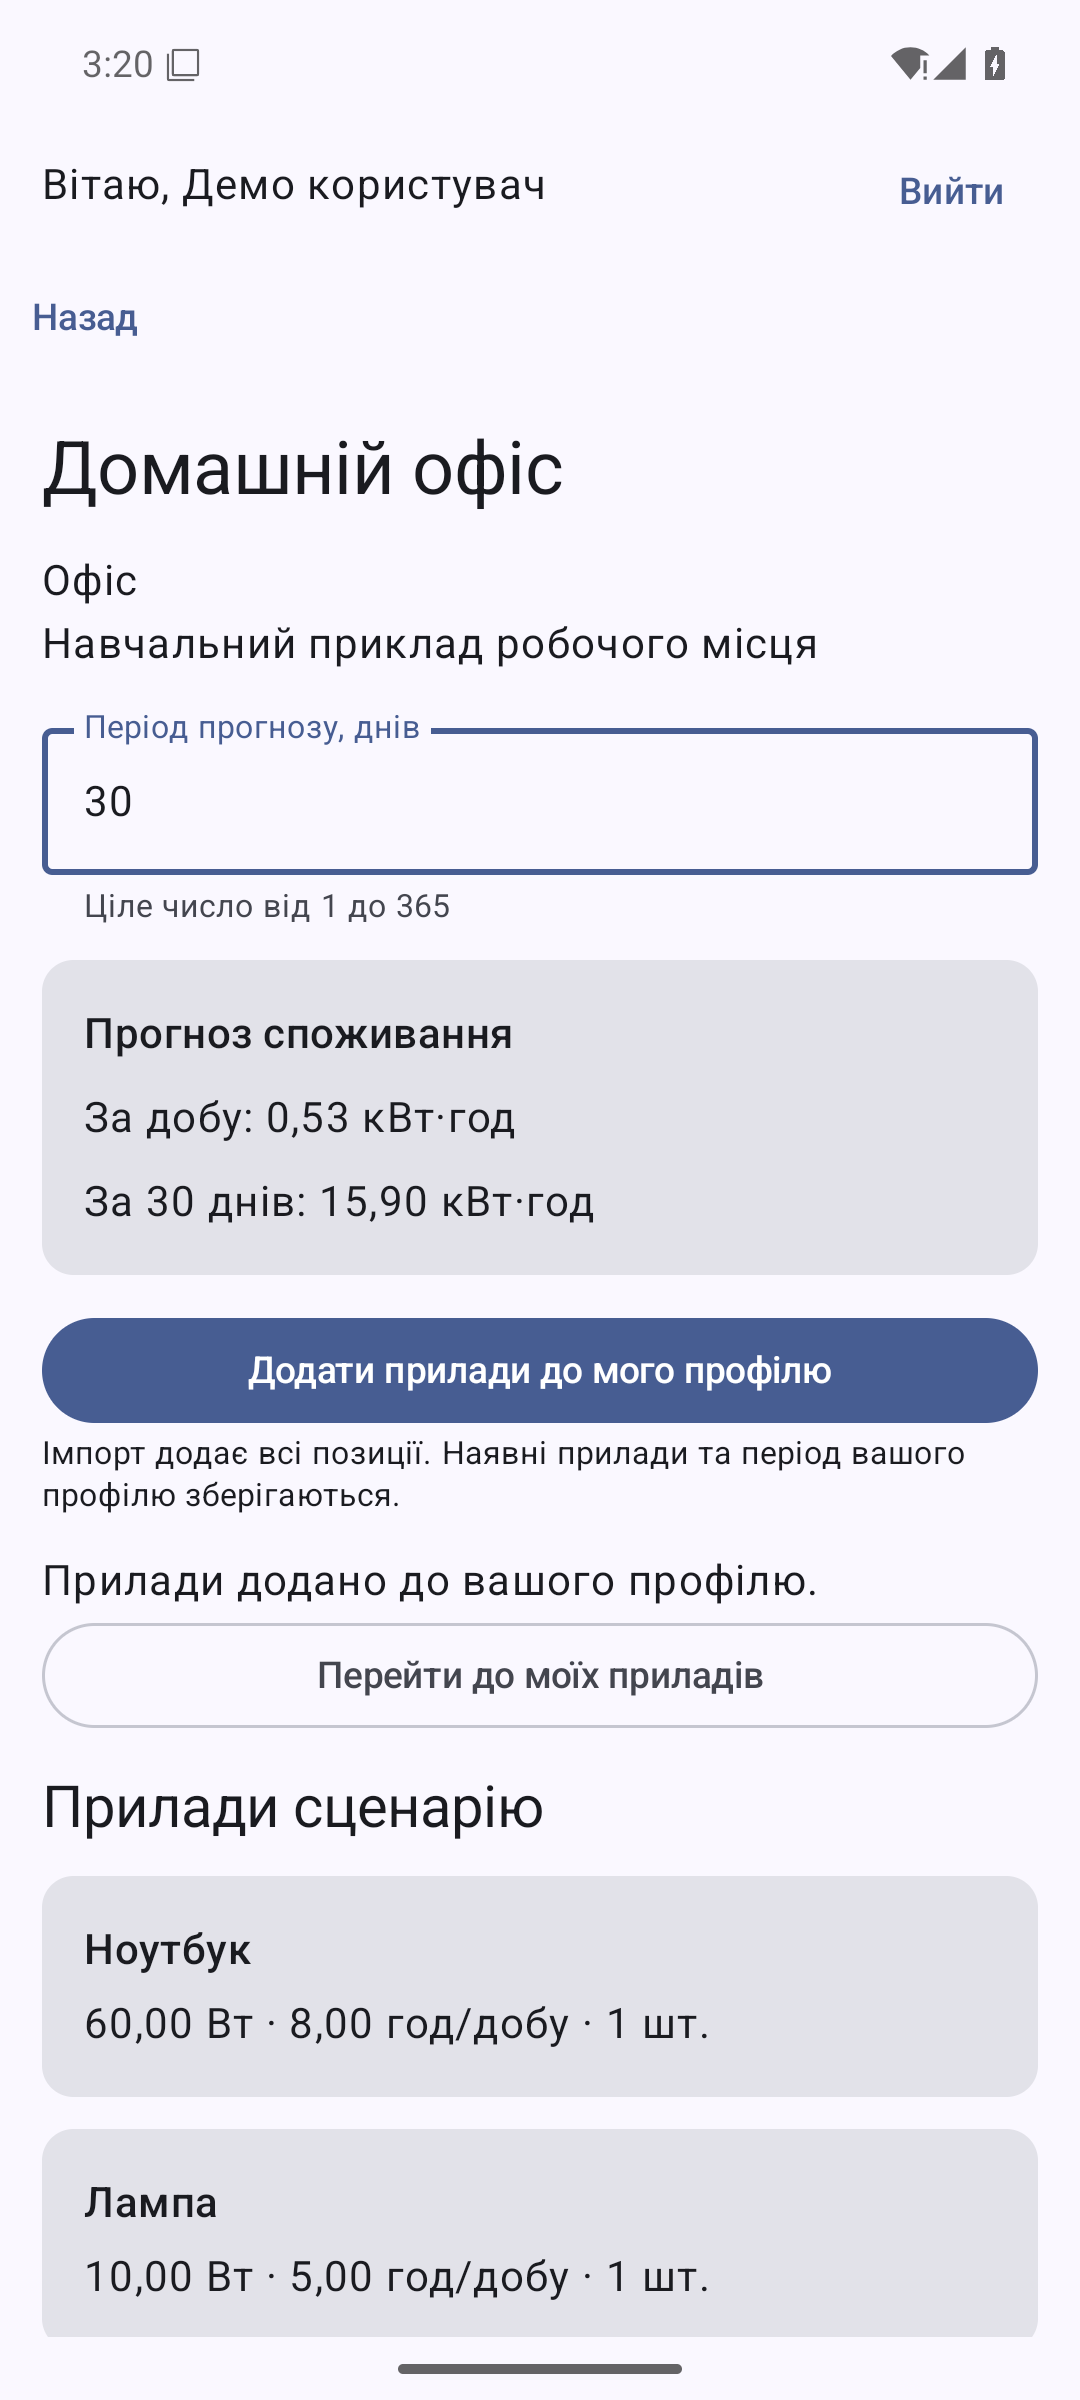 3:20
Вітаю, Демо користувач
Вийти
Назад
Домашній офіс
Офіс
Навчальний приклад робочого місця
Період прогнозу, днів
30
Ціле число від 1 до 365
Прогноз споживання
За добу: 0,53 кВт·год
За 30 днів: 15,90 кВт·год
Додати прилади до мого профілю
Імпорт додає всі позиції. Наявні прилади та період вашого
профілю зберігаються.
Прилади додано до вашого профілю.
Перейти до моїх приладів
Прилади сценарію
Ноутбук
60,00 Вт · 8,00 год/добу · 1 шт.
Лампа
10,00 Вт · 5,00 год/добу · 1 шт.